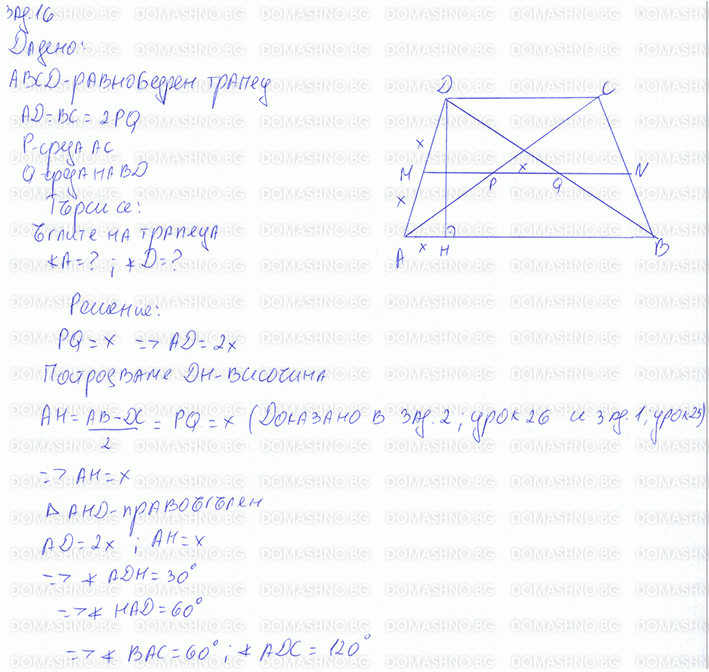 зад. 16
Дадено:
ABCD-равнобедрен трапец
AD=BC=2PQ
P-среда AC
Q-среда на BD
Търси се:
ъглите на трапеца
∢A=? ; ∢D=?
Решение:
PQ=x => AD=2x
Построяваме DH-височина
AH=AB-DC/2=PQ=x (Доказано в зад. 2, урок 26 и зад. 1, урок 25)
=> AH=x
△AHD-правоъгълен
AD=2x ; AH=x
=> ∢ADH=30°
=> ∢HAD=60°
=> ∢BAC=60° ; ∢ADC=120°
D C
x
M P x Q N
x
A x H B
DOMASHNO.BG